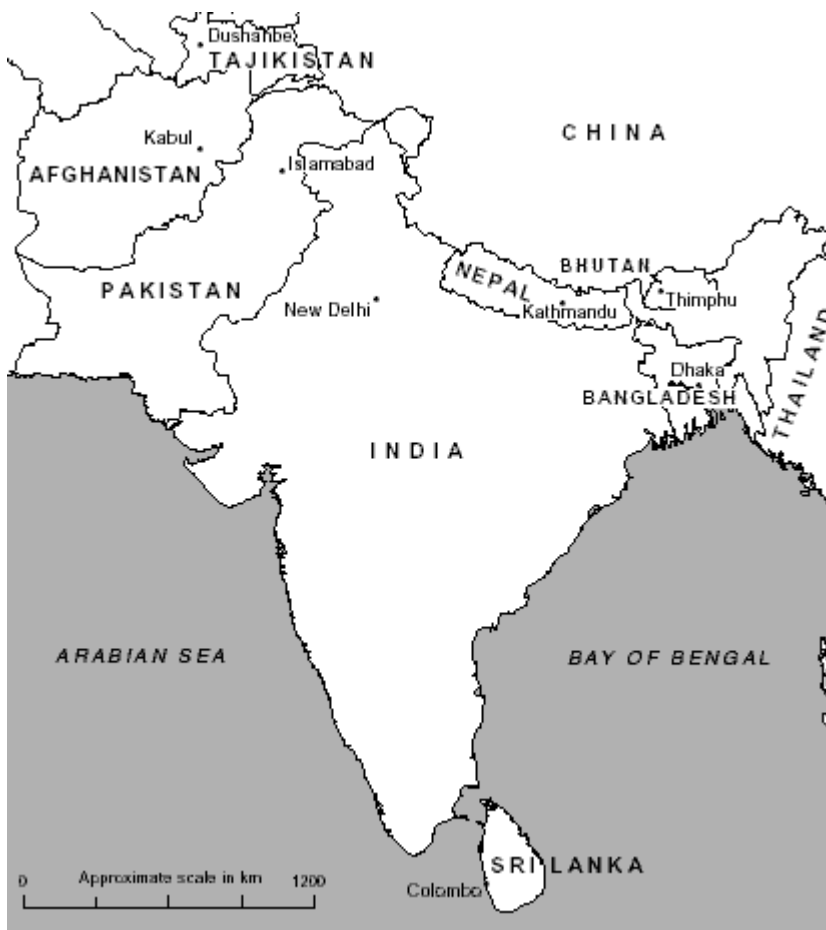 Dushanbe
TAJIKISTAN
CHINA
Kabul
Islamabad
AFGHANISTAN
BHUTAN
NEPAL
PAKISTAN
Thimphu
New Delhi
Kathmandu
THAILAND
Dhaka
BANGLADESH
INDIA
ARABIAN SEA
BAY OF BENGAL
SRI LANKA
0 Approximate scale in km 1200
Colombo